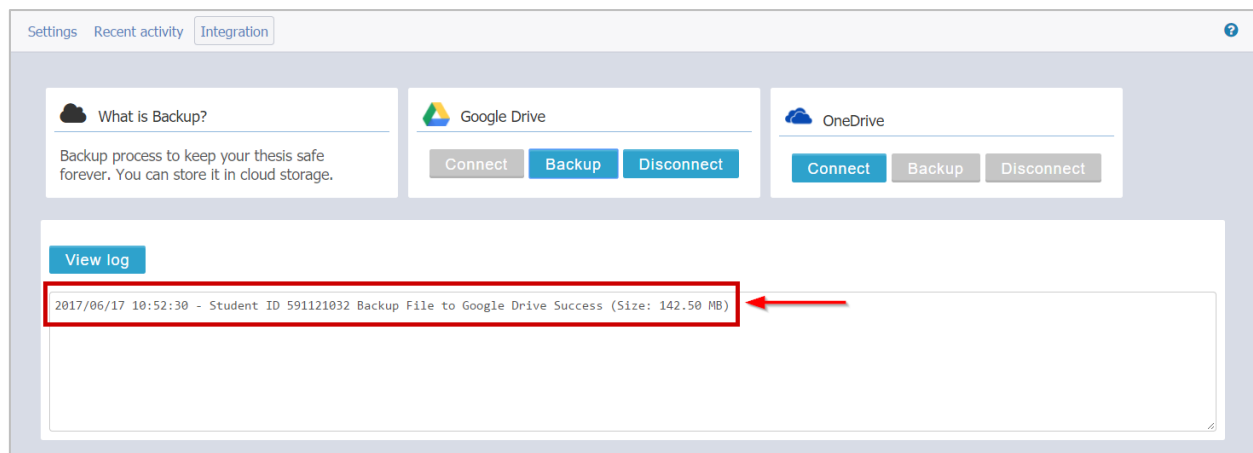 Settings Recent activity Integration
What is Backup?
Backup process to keep your thesis safe
forever. You can store it in cloud storage.
Google Drive
Connect Backup Disconnect
OneDrive
Connect Backup Disconnect
View log
2017/06/17 10:52:30 - Student ID 591121032 Backup File to Google Drive Success (Size: 142.50 MB)